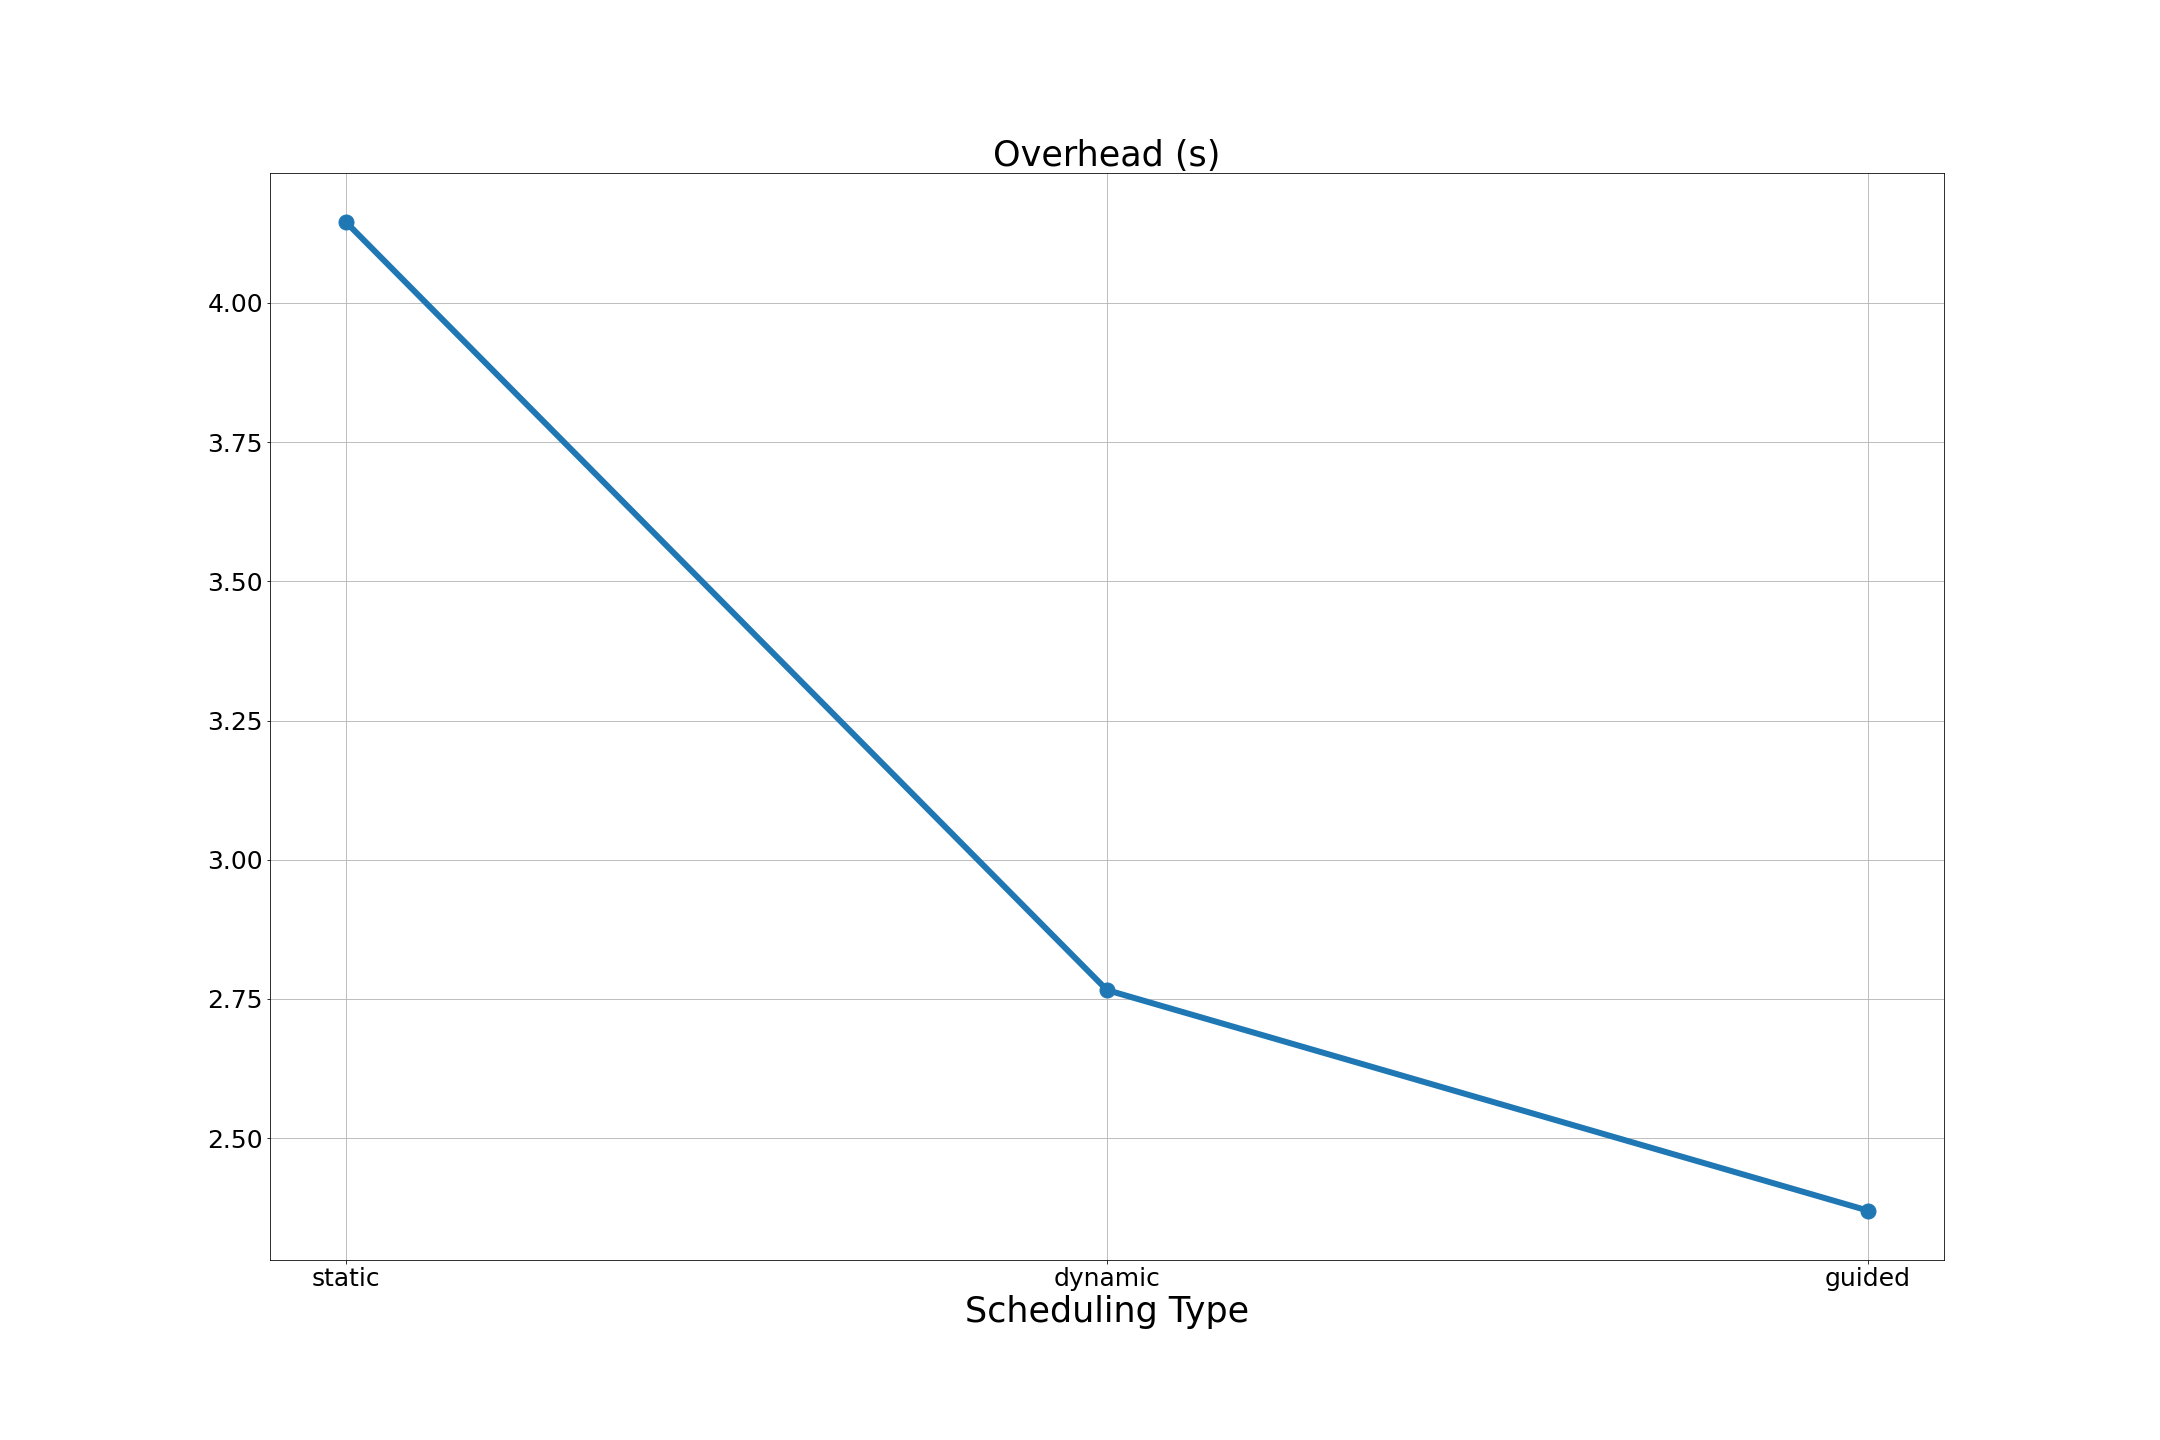 Overhead (s)
4.00
3.75
3.50
3.25
3.00
2.75
2.50
static dynamic guided
Scheduling Type